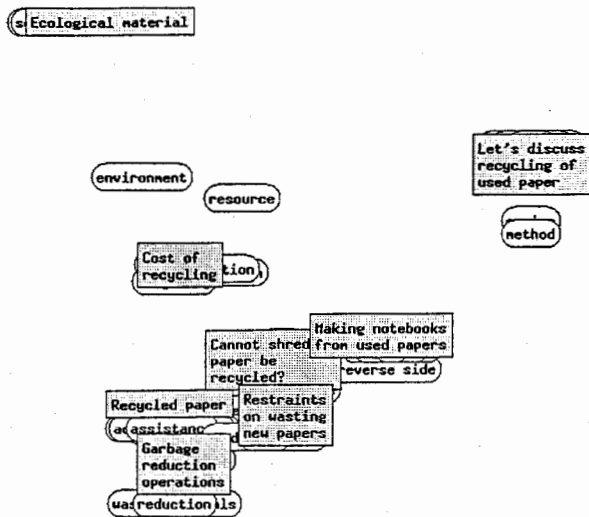 Ecological material
Let's discuss
recycling of
used paper
environment
resource
method
Cost of
recycling
Making notebooks
from used papers
Cannot shred
paper be
recycled?
reverse side
Restraints
on wasting
new papers
Recycled paper
assistanc
Garbage
reduction
operations
reduction